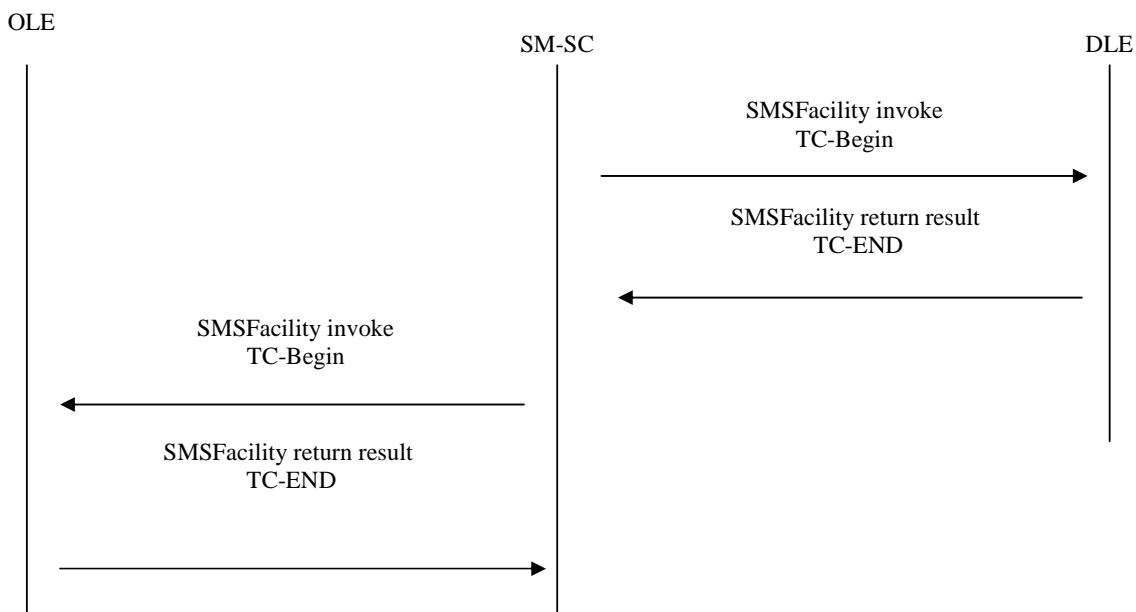 OLE
SM-SC
DLE
SMSFacility invoke
TC-Begin
SMSFacility return result
TC-END
SMSFacility invoke
TC-Begin
SMSFacility return result
TC-END